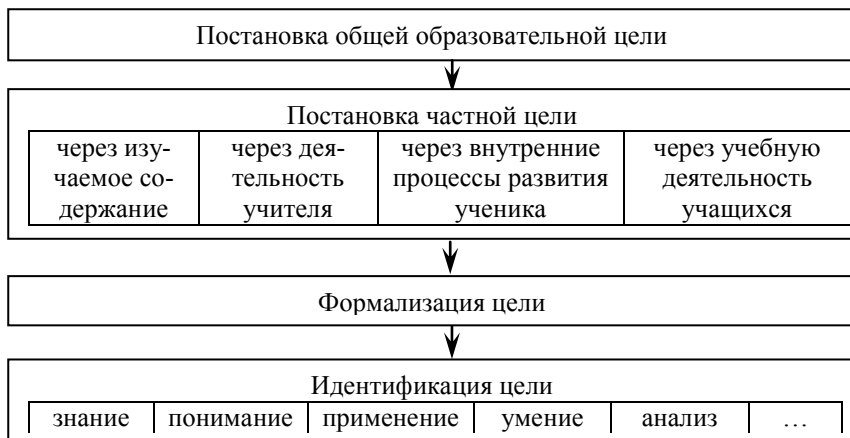 Постановка общей образовательной цели
Постановка частной цели
через изу-
чаемое со-
держание
через дея-
тельность
учителя
через внутренние
процессы развития
ученика
через учебную
деятельность
учащихся
Формализация цели
Идентификация цели
знание понимание применение умение анализ …